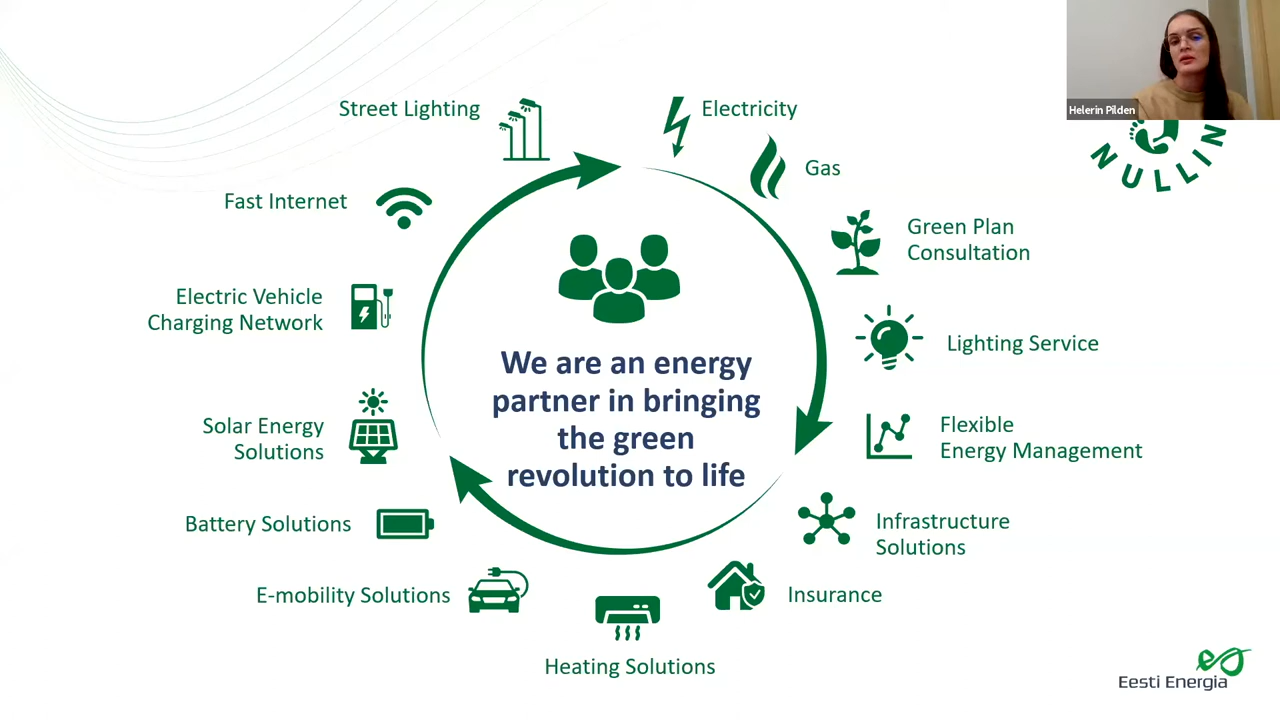 Helerin Pilden
NULLIN
Street Lighting
Electricity
Gas
Fast Internet
Green Plan
Consultation
Electric Vehicle
Charging Network
Lighting Service
We are an energy
partner in bringing
the green
revolution to life
Solar Energy
Solutions
Flexible
Energy Management
Battery Solutions
Infrastructure
Solutions
E-mobility Solutions
Insurance
Heating Solutions
Eesti Energia